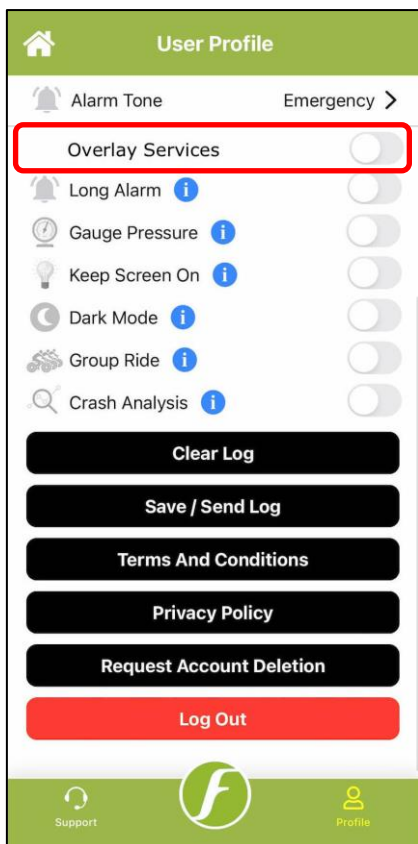 User Profile
Alarm Tone Emergency >
Overlay Services
Long Alarm i
Gauge Pressure i
Keep Screen On i
Dark Mode i
Group Ride i
Crash Analysis i
Clear Log
Save / Send Log
Terms And Conditions
Privacy Policy
Request Account Deletion
Log Out
f
Support Profile